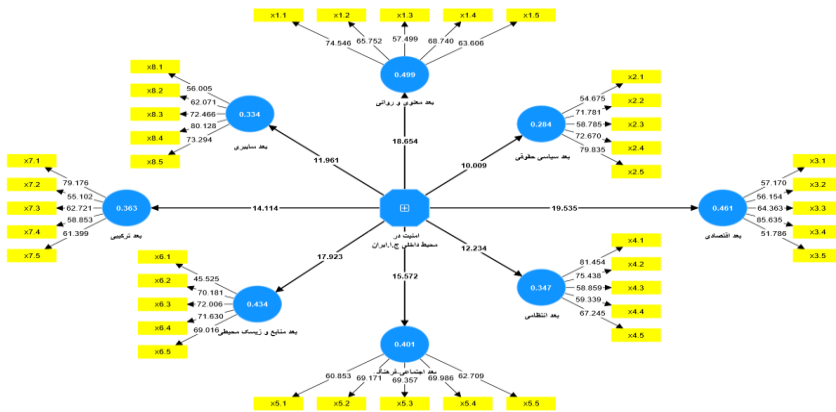 x1.1
x1.2
x1.3
x1.4
x1.5
74.546
65.752
57.499
68.740
63.606
0.499
بعد معنوی و روانی
x8.1
x8.2
x8.3
x8.4
x8.5
56.005
62.071
72.466
80.128
73.294
0.334
بعد سایبری
x2.1
x2.2
x2.3
x2.4
x2.5
54.675
71.781
58.785
72.670
79.835
0.284
بعد سیاسی حقوقی
18.654
11.961
10.009
x7.1
x7.2
x7.3
x7.4
x7.5
79.176
55.102
62.721
58.853
61.399
0.363
بعد ترکیبی
14.114
امنیت در
محیط داخلی ج.ا.ایران
19.535
0.461
بعد اقتصادی
57.170
56.154
64.363
85.635
51.786
x3.1
x3.2
x3.3
x3.4
x3.5
17.923
15.572
12.234
x6.1
x6.2
x6.3
x6.4
x6.5
45.525
70.181
72.006
71.630
69.016
0.434
بعد منابع و زیسک محیطی
x4.1
x4.2
x4.3
x4.4
x4.5
81.454
75.438
58.859
59.339
67.245
0.347
بعد انتظامی
0.401
بعد اجتماعی-فرهنگ
60.853
69.171
69.357
69.986
62.709
x5.1
x5.2
x5.3
x5.4
x5.5